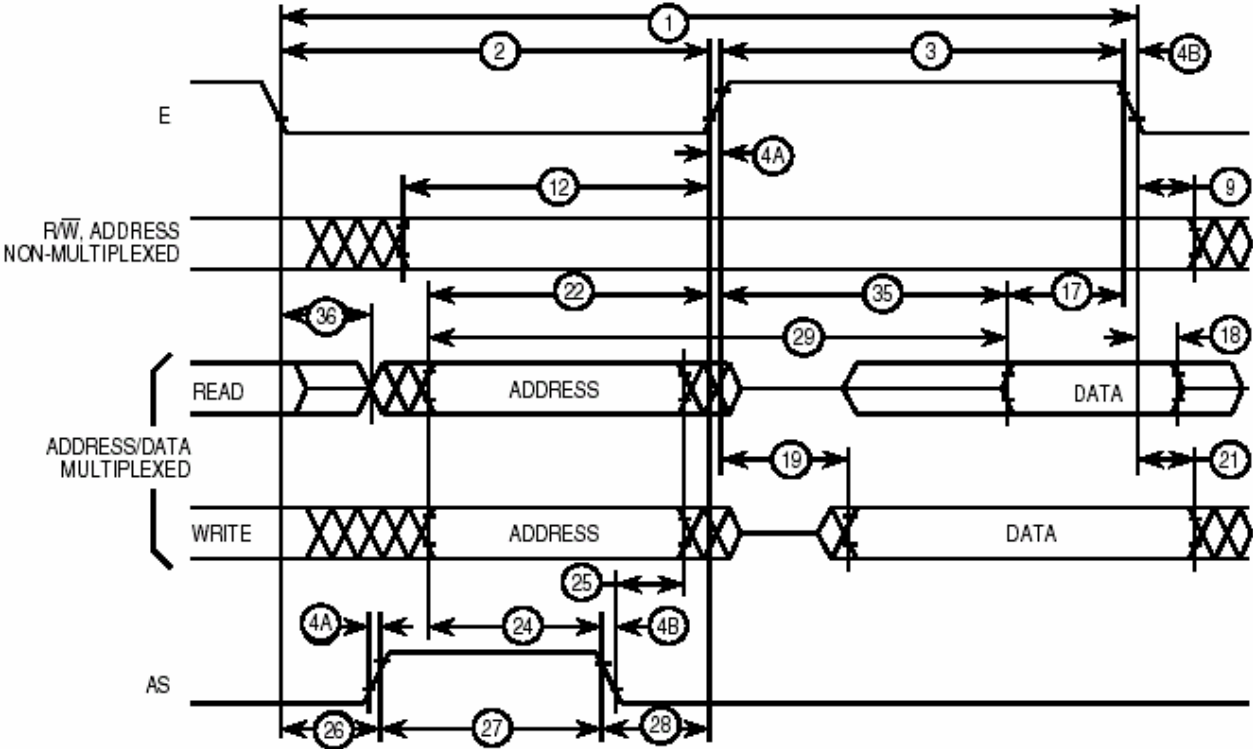 1
2
3
4B
E
4A
12
9
R/W̅, ADDRESS
NON-MULTIPLEXED
22
35
17
36
29
18
READ
ADDRESS
DATA
ADDRESS/DATA
MULTIPLEXED
19
21
WRITE
ADDRESS
DATA
25
4A
24
4B
AS
26
27
28